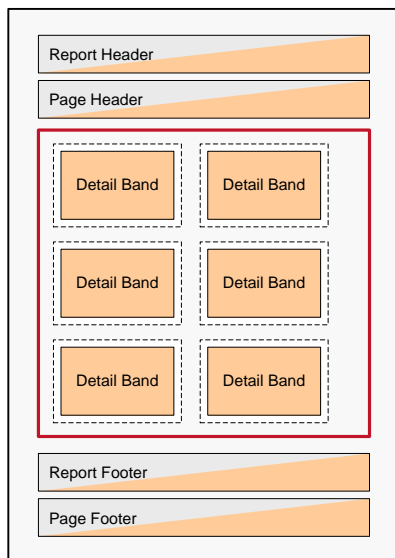 Report Header
Page Header
Detail Band Detail Band
Detail Band Detail Band
Detail Band Detail Band
Report Footer
Page Footer